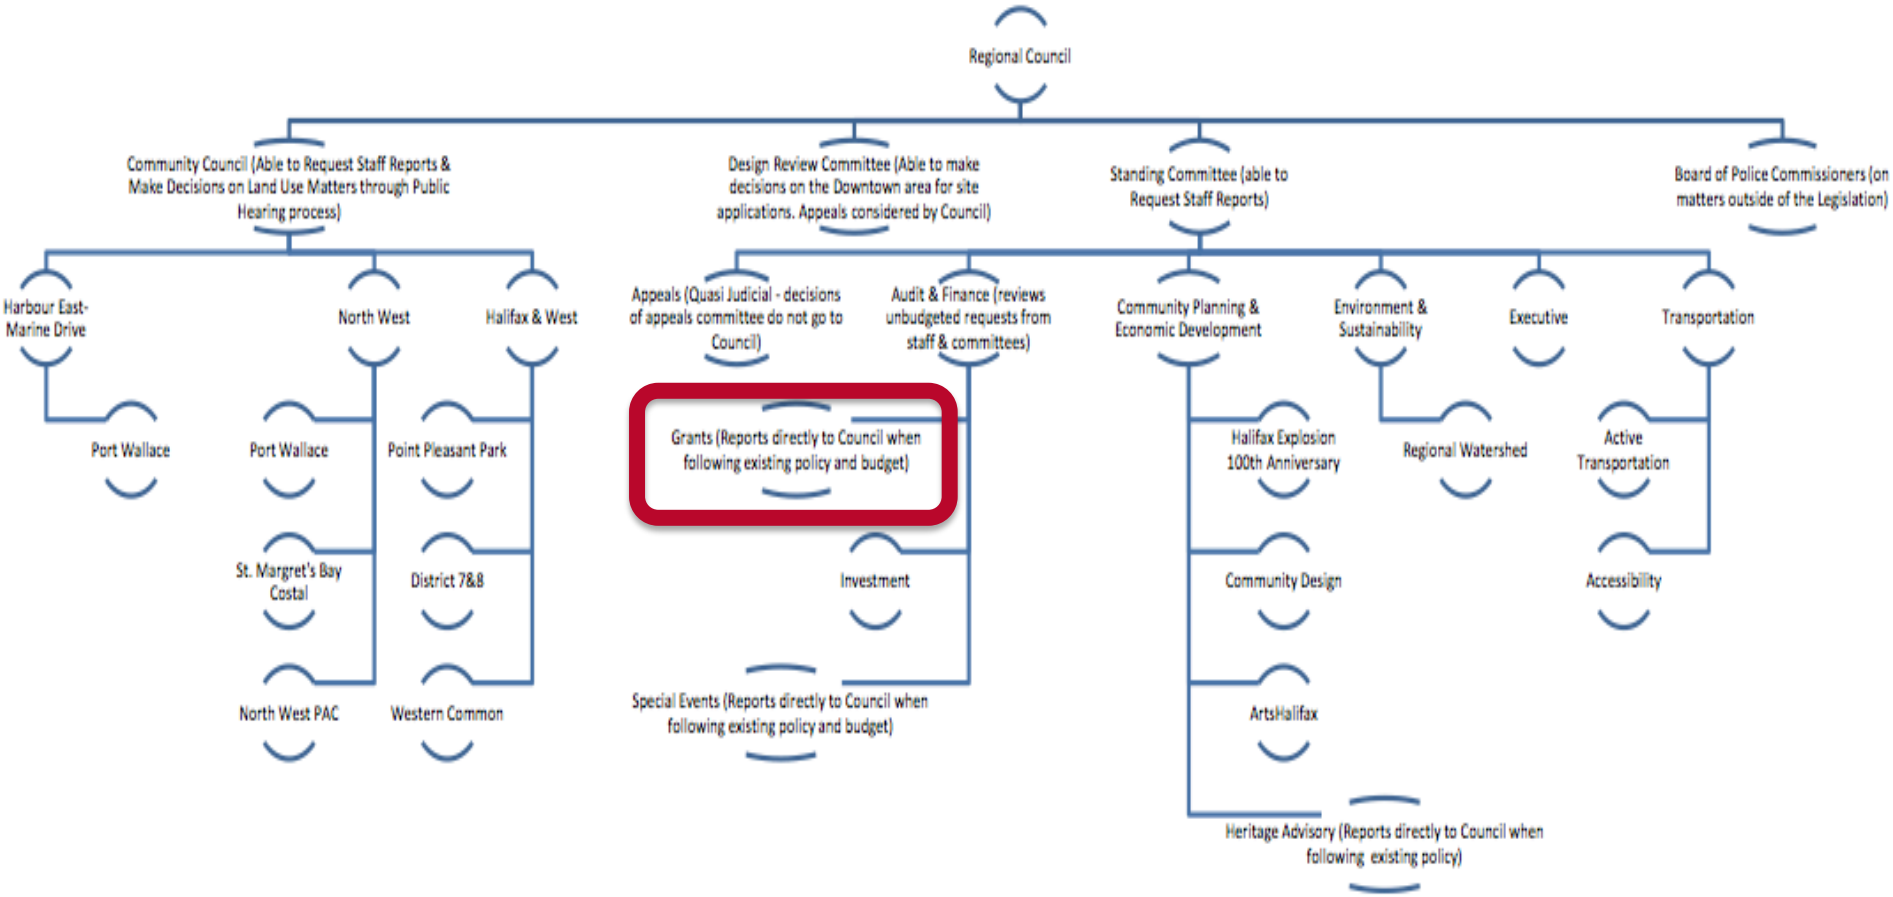 Regional Council
Community Council (Able to Request Staff Reports &
Make Decisions on Land Use Matters through Public
Hearing process)
Design Review Committee (Able to make
decisions on the Downtown area for site
applications. Appeals considered by Council)
Standing Committee (able to
Request Staff Reports)
Board of Police Commissioners (on
matters outside of the Legislation)
Harbour East-
Marine Drive
North West
Halifax & West
Appeals (Quasi Judicial - decisions
of appeals committee do not go to
Council)
Audit & Finance (reviews
unbudgeted requests from
staff & committees)
Community Planning &
Economic Development
Environment &
Sustainability
Executive
Transportation
Port Wallace
Port Wallace
Point Pleasant Park
Grants (Reports directly to Council when
following existing policy and budget)
Halifax Explosion
100th Anniversary
Regional Watershed
Active
Transportation
St. Margret's Bay
Costal
District 7&8
Investment
Community Design
Accessibility
North West PAC
Western Common
Special Events (Reports directly to Council when
following existing policy and budget)
ArtsHalifax
Heritage Advisory (Reports directly to Council when
following existing policy)